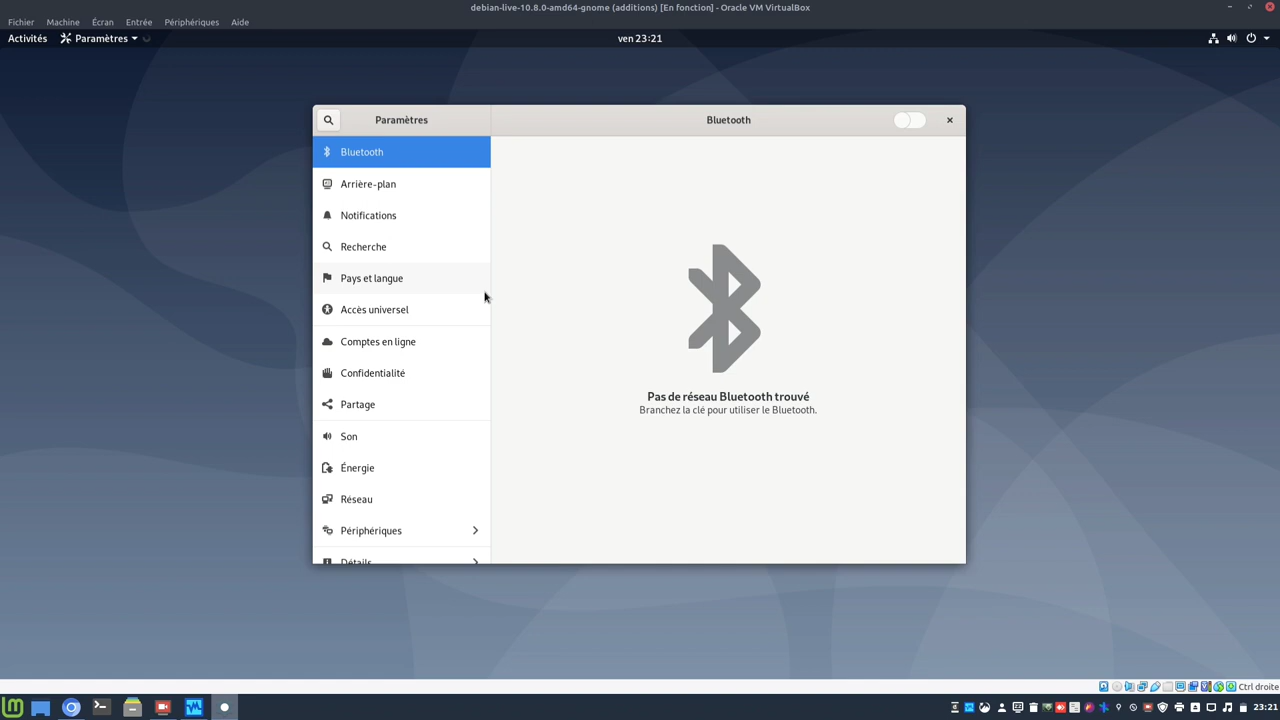 debian-live-10.8.0-amd64-gnome (additions) [En fonction] - Oracle VM VirtualBox
Fichier Machine Écran Entrée Périphériques Aide
Activités Paramètres ven 23:21
Paramètres Bluetooth
Bluetooth
Arrière-plan
Notifications
Recherche
Pays et langue
Accès universel
Comptes en ligne
Confidentialité
Partage
Son
Énergie
Réseau
Périphériques
Détails
Pas de réseau Bluetooth trouvé
Branchez la clé pour utiliser le Bluetooth.
Ctrl droite
23:21